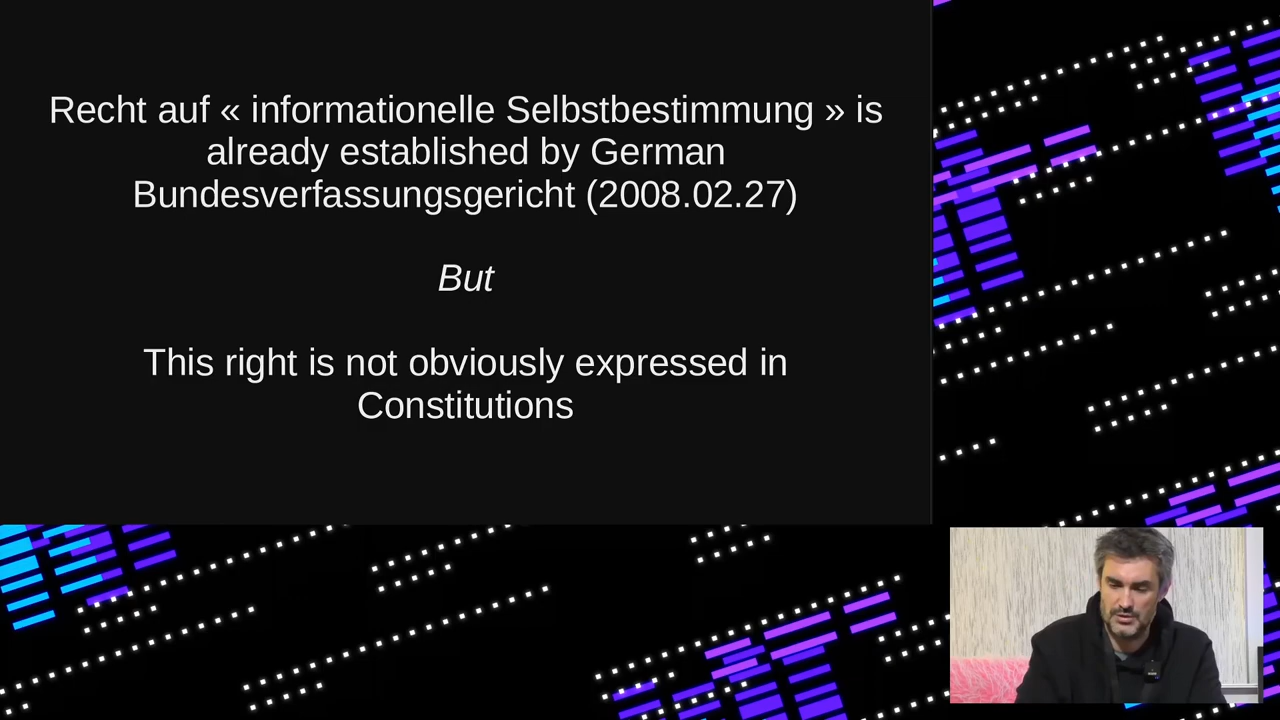 Recht auf « informationelle Selbstbestimmung » is
already established by German
Bundesverfassungsgericht (2008.02.27)
But
This right is not obviously expressed in
Constitutions